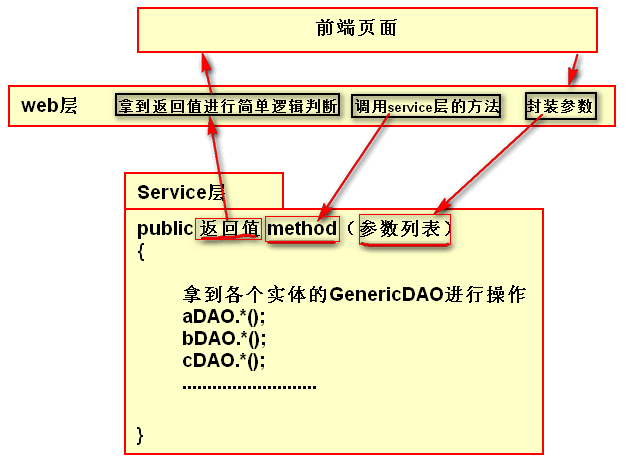 前端页面
web层 拿到返回值进行简单逻辑判断 调用service层的方法 封装参数
Service层
public 返回值 method（参数列表）
{
拿到各个实体的GenericDAO进行操作
aDAO.*();
bDAO.*();
cDAO.*();
...........................
}